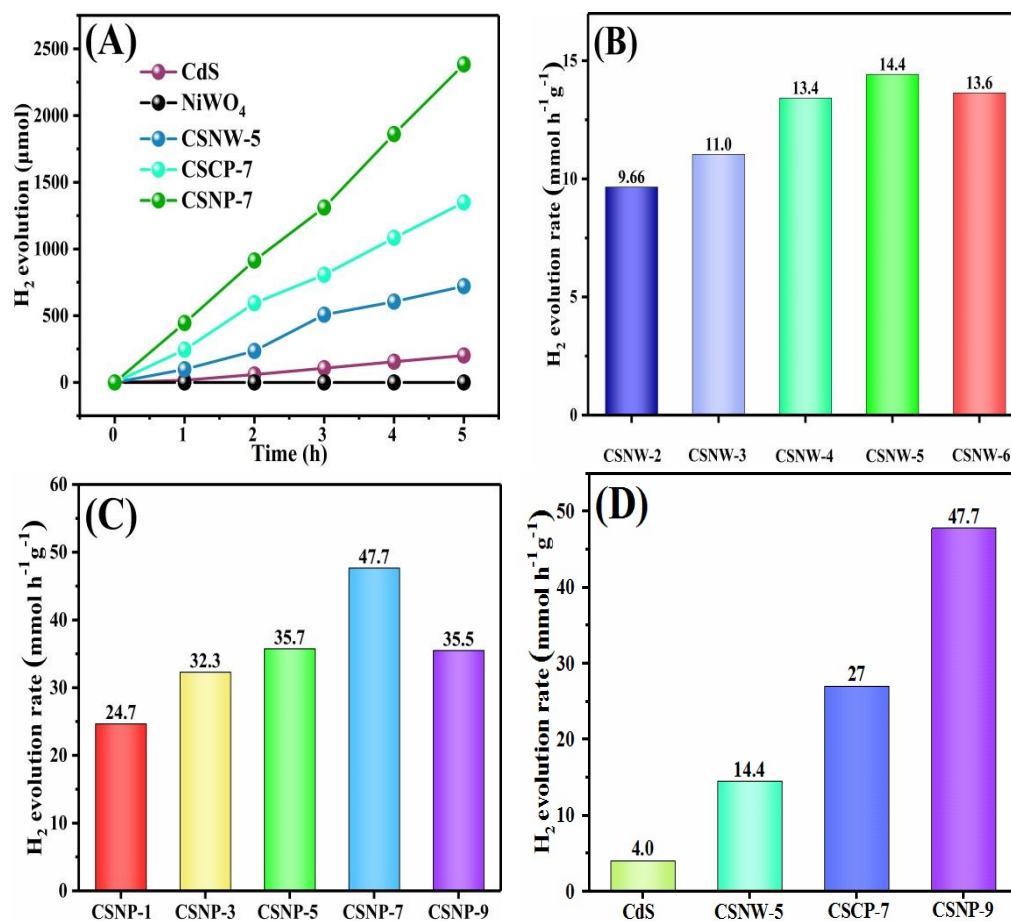 (A)
CdS
NiWO₄
CSNW-5
CSCP-7
CSNP-7
H₂ evolution (μmol)
2500
2000
1500
1000
500
0
0 1 2 3 4 5
Time (h)
(B)
H₂ evolution rate (mmol h⁻¹g⁻¹)
15
10
5
0
9.66
11.0
13.4
14.4
13.6
CSNW-2 CSNW-3 CSNW-4 CSNW-5 CSNW-6
(C)
H₂ evolution rate (mmol h⁻¹g⁻¹)
60
50
40
30
20
10
0
24.7
32.3
35.7
47.7
35.5
CSNP-1 CSNP-3 CSNP-5 CSNP-7 CSNP-9
(D)
H₂ evolution rate (mmol h⁻¹g⁻¹)
50
40
30
20
10
0
4.0
14.4
27
47.7
CdS CSNW-5 CSCP-7 CSNP-9